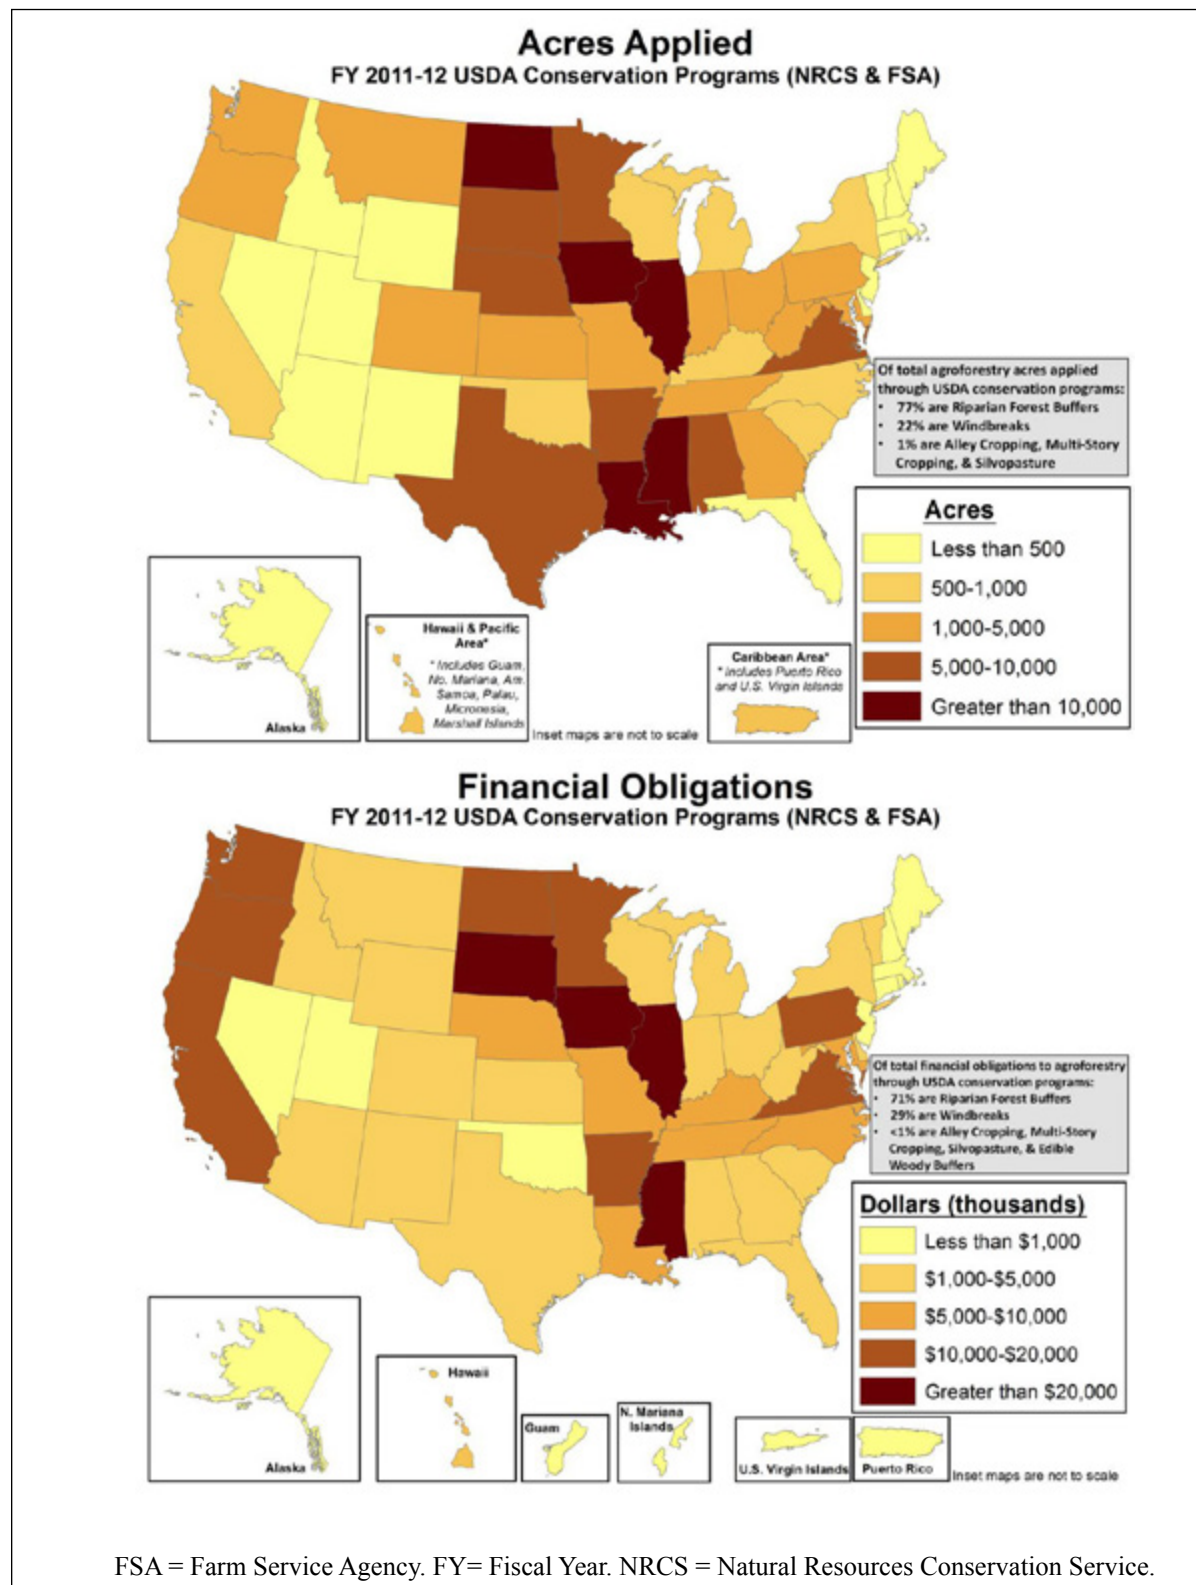 Acres Applied
FY 2011-12 USDA Conservation Programs (NRCS & FSA)
Of total agroforestry acres applied
through USDA conservation programs:
• 77% are Riparian Forest Buffers
• 22% are Windbreaks
• 1% are Alley Cropping, Multi-Story
Cropping, & Silvopasture
Acres
Less than 500
500-1,000
1,000-5,000
5,000-10,000
Greater than 10,000
Alaska
Hawaii & Pacific
Area*
* Includes Guam,
No. Mariana, Am.
Samoa, Palau,
Micronesia,
Marshall Islands
Inset maps are not to scale
Caribbean Area*
* Includes Puerto Rico
and U.S. Virgin Islands
Financial Obligations
FY 2011-12 USDA Conservation Programs (NRCS & FSA)
Of total financial obligations to agroforestry
through USDA conservation programs:
• 71% are Riparian Forest Buffers
• 29% are Windbreaks
• <1% are Alley Cropping, Multi-Story
Cropping, Silvopasture, & Edible
Woody Buffers
Dollars (thousands)
Less than $1,000
$1,000-$5,000
$5,000-$10,000
$10,000-$20,000
Greater than $20,000
Alaska
Hawaii
Guam
N. Mariana
Islands
U.S. Virgin Islands
Puerto Rico
Inset maps are not to scale
FSA = Farm Service Agency. FY= Fiscal Year. NRCS = Natural Resources Conservation Service.